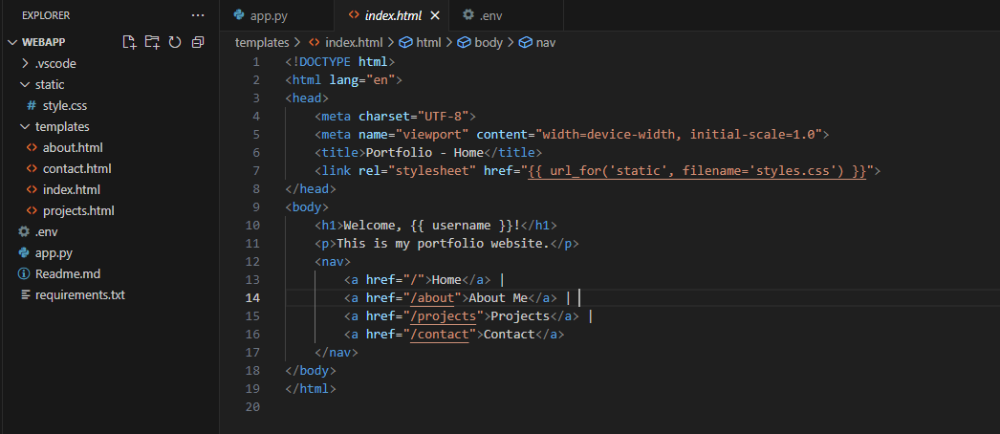 EXPLORER ···
WEBAPP
.vscode
static
# style.css
templates
<> about.html
<> contact.html
<> index.html
<> projects.html
.env
app.py
Readme.md
requirements.txt
app.py <> index.html × .env
templates > <> index.html > html > body > nav
1 <!DOCTYPE html>
2 <html lang="en">
3 <head>
4 <meta charset="UTF-8">
5 <meta name="viewport" content="width=device-width, initial-scale=1.0">
6 <title>Portfolio - Home</title>
7 <link rel="stylesheet" href="{{ url_for('static', filename='styles.css') }}">
8 </head>
9 <body>
10 <h1>Welcome, {{ username }}!</h1>
11 <p>This is my portfolio website.</p>
12 <nav>
13 <a href="/">Home</a> |
14 <a href="/about">About Me</a> |
15 <a href="/projects">Projects</a> |
16 <a href="/contact">Contact</a>
17 </nav>
18 </body>
19 </html>
20